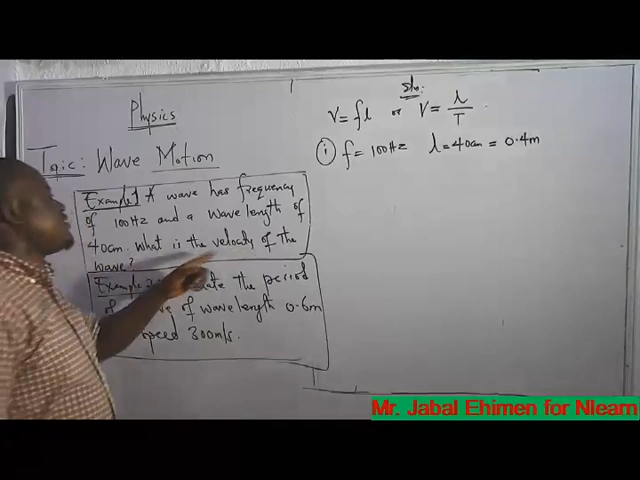 Physics
Topic: Wave Motion
Example 1 A wave has frequency
of 100Hz and a wavelength of
40cm. What is the velocity of the
wave?
Example 2: the period
of of wavelength 0.6m
speed 300m/s.
Sln:
V = fλ or V = λ/T
(i) f = 100Hz λ = 40cm = 0.4m
Mr. Jabal Ehimen for Nlearn